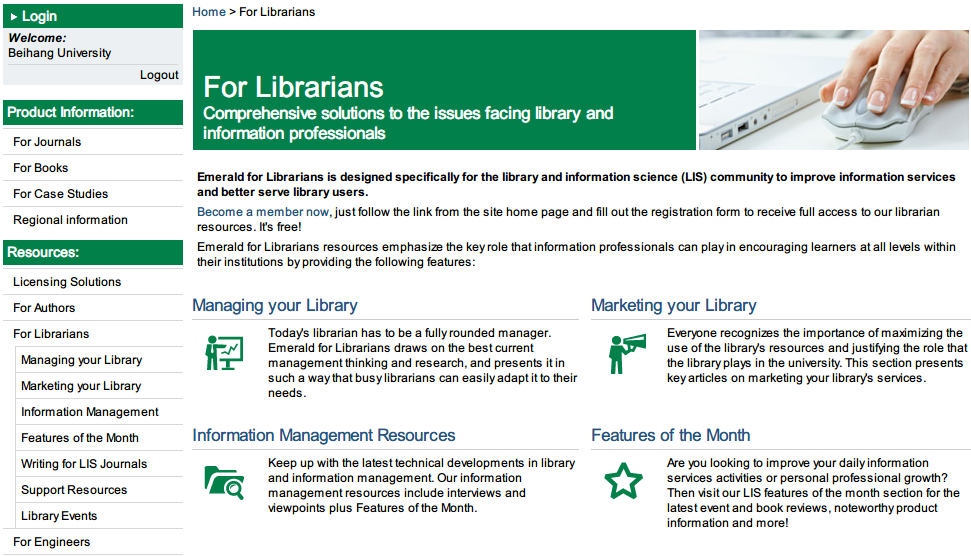 Login
Welcome:
Beihang University
Logout
Product Information:
For Journals
For Books
For Case Studies
Regional information
Resources:
Licensing Solutions
For Authors
For Librarians
Managing your Library
Marketing your Library
Information Management
Features of the Month
Writing for LIS Journals
Support Resources
Library Events
For Engineers
Home > For Librarians
For Librarians
Comprehensive solutions to the issues facing library and
information professionals
Emerald for Librarians is designed specifically for the library and information science (LIS) community to improve information services
and better serve library users.
Become a member now, just follow the link from the site home page and fill out the registration form to receive full access to our librarian
resources. It's free!
Emerald for Librarians resources emphasize the key role that information professionals can play in encouraging learners at all levels within
their institutions by providing the following features:
Managing your Library
Today's librarian has to be a fully rounded manager.
Emerald for Librarians draws on the best current
management thinking and research, and presents it in
such a way that busy librarians can easily adapt it to their
needs.
Marketing your Library
Everyone recognizes the importance of maximizing the
use of the library's resources and justifying the role that
the library plays in the university. This section presents
key articles on marketing your library's services.
Information Management Resources
Keep up with the latest technical developments in library
and information management. Our information
management resources include interviews and
viewpoints plus Features of the Month.
Features of the Month
Are you looking to improve your daily information
services activities or personal professional growth?
Then visit our LIS features of the month section for the
latest event and book reviews, noteworthy product
information and more!